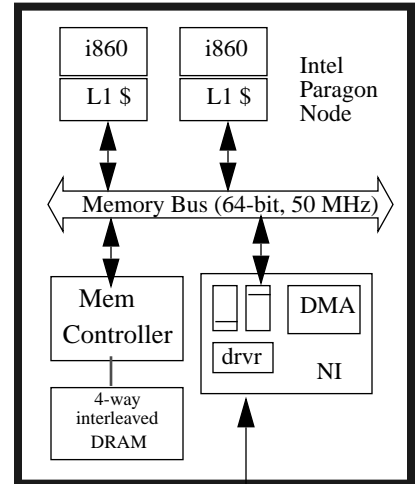 i860
i860
L1 $
L1 $
Intel
Paragon
Node
Memory Bus (64-bit, 50 MHz)
Mem
Controller
DMA
drvr
NI
4-way
interleaved
DRAM